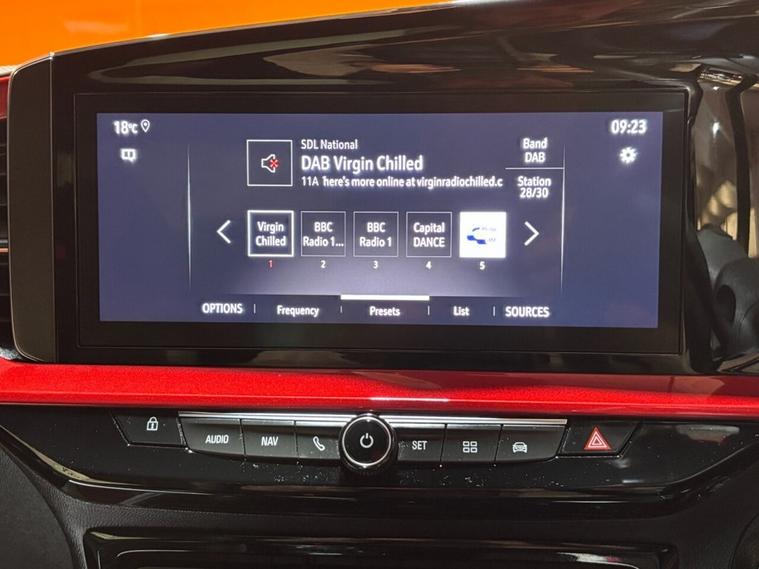 18°C
09:23
SDL National
DAB Virgin Chilled
11A here's more online at virginradiochilled.c
Band
DAB
Station
28/30
Virgin
Chilled
BBC
Radio 1...
BBC
Radio 1
Capital
DANCE
1
2
3
4
5
OPTIONS
Frequency
Presets
List
SOURCES
AUDIO
NAV
SET